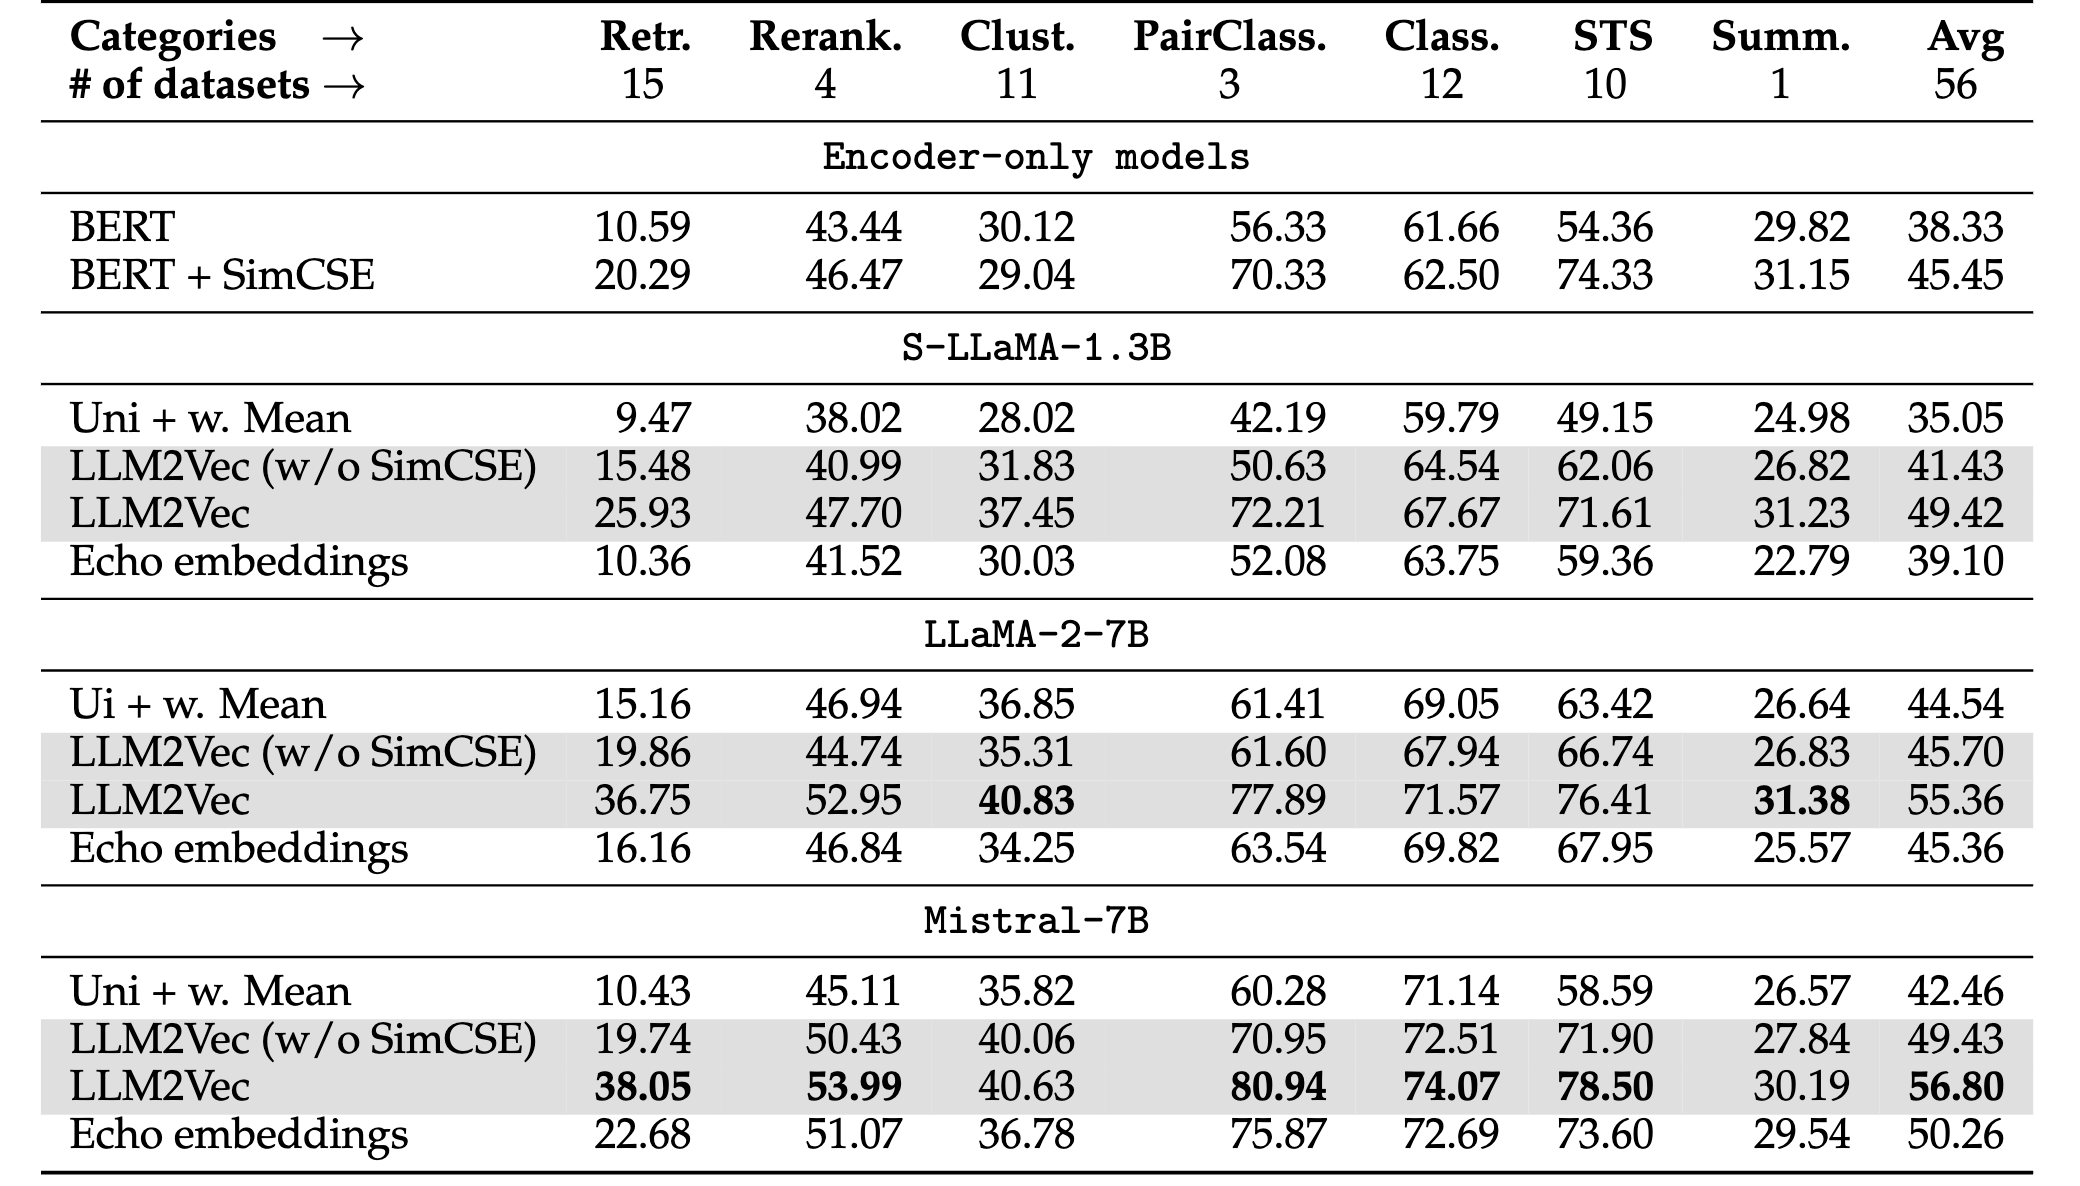 Categories → Retr. Rerank. Clust. PairClass. Class. STS Summ. Avg
# of datasets → 15 4 11 3 12 10 1 56
Encoder-only models
BERT 10.59 43.44 30.12 56.33 61.66 54.36 29.82 38.33
BERT + SimCSE 20.29 46.47 29.04 70.33 62.50 74.33 31.15 45.45
S-LLaMA-1.3B
Uni + w. Mean 9.47 38.02 28.02 42.19 59.79 49.15 24.98 35.05
LLM2Vec (w/o SimCSE) 15.48 40.99 31.83 50.63 64.54 62.06 26.82 41.43
LLM2Vec 25.93 47.70 37.45 72.21 67.67 71.61 31.23 49.42
Echo embeddings 10.36 41.52 30.03 52.08 63.75 59.36 22.79 39.10
LLaMA-2-7B
Ui + w. Mean 15.16 46.94 36.85 61.41 69.05 63.42 26.64 44.54
LLM2Vec (w/o SimCSE) 19.86 44.74 35.31 61.60 67.94 66.74 26.83 45.70
LLM2Vec 36.75 52.95 40.83 77.89 71.57 76.41 31.38 55.36
Echo embeddings 16.16 46.84 34.25 63.54 69.82 67.95 25.57 45.36
Mistral-7B
Uni + w. Mean 10.43 45.11 35.82 60.28 71.14 58.59 26.57 42.46
LLM2Vec (w/o SimCSE) 19.74 50.43 40.06 70.95 72.51 71.90 27.84 49.43
LLM2Vec 38.05 53.99 40.63 80.94 74.07 78.50 30.19 56.80
Echo embeddings 22.68 51.07 36.78 75.87 72.69 73.60 29.54 50.26